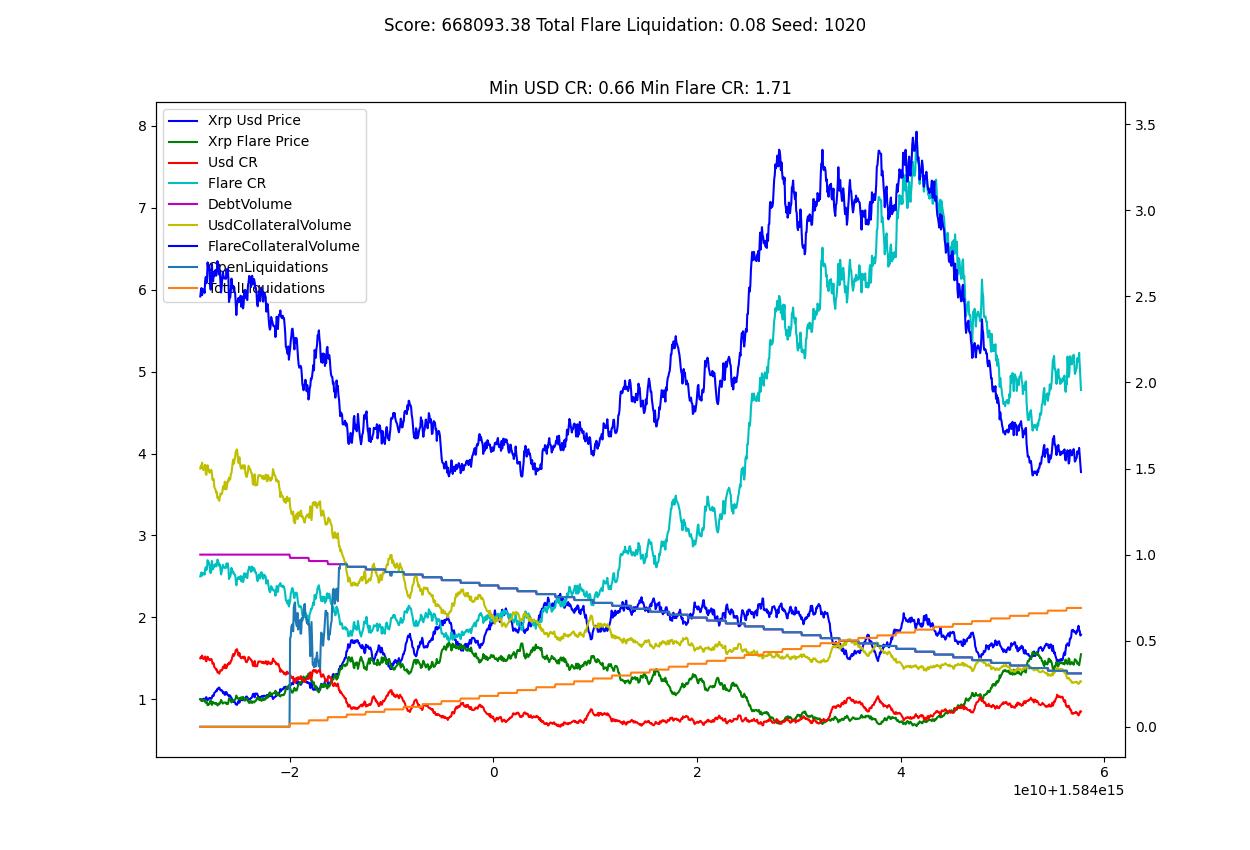 Score: 668093.38 Total Flare Liquidation: 0.08 Seed: 1020
Min USD CR: 0.66 Min Flare CR: 1.71
Xrp Usd Price
Xrp Flare Price
Usd CR
Flare CR
DebtVolume
UsdCollateralVolume
FlareCollateralVolume
OpenLiquidations
TotalLiquidations
8
7
6
5
4
3
2
1
3.5
3.0
2.5
2.0
1.5
1.0
0.5
0.0
−2 0 2 4 6
1e10+1.584e15